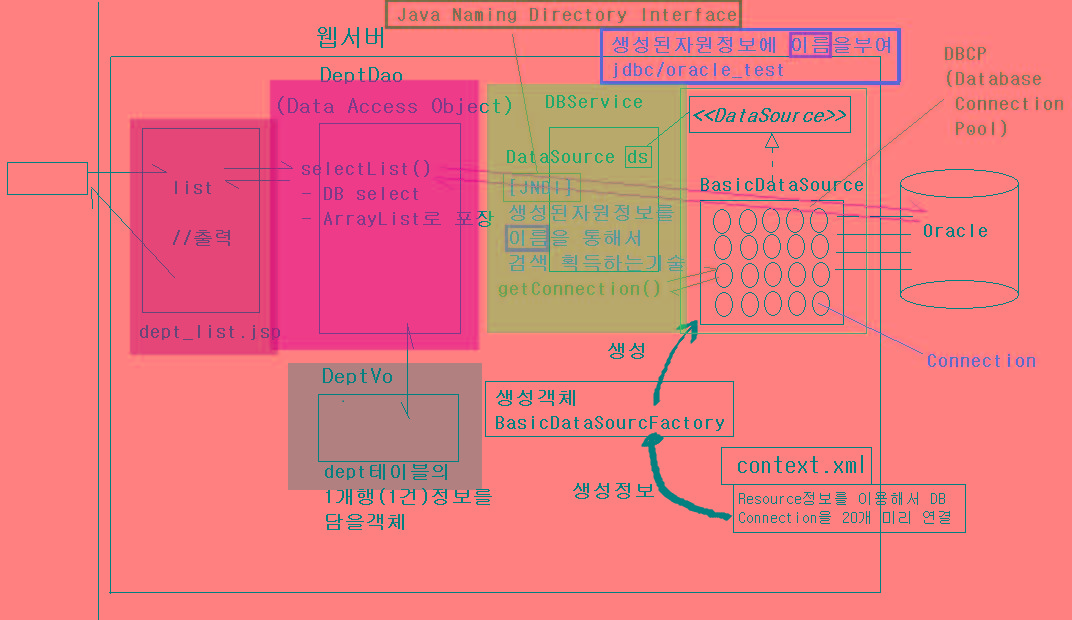 Java Naming Directory Interface
웹서버
생성된자원정보에 이름을부여
jdbc/oracle_test
DBCP
(Database
Connection
Pool)
DeptDao
(Data Access Object)
DBService
<<DataSource>>
DataSource ds
selectList()
- DB select
- ArrayList로 포장
list
//출력
dept_list.jsp
[JNDI]
생성된자원정보를
이름을 통해서
검색 획득하는기술
getConnection()
BasicDataSource
Oracle
Connection
생성
DeptVo
dept테이블의
1개행(1건)정보를
담을객체
생성객체
BasicDataSourcFactory
생성정보
context.xml
Resource정보를 이용해서 DB
Connection을 20개 미리 연결